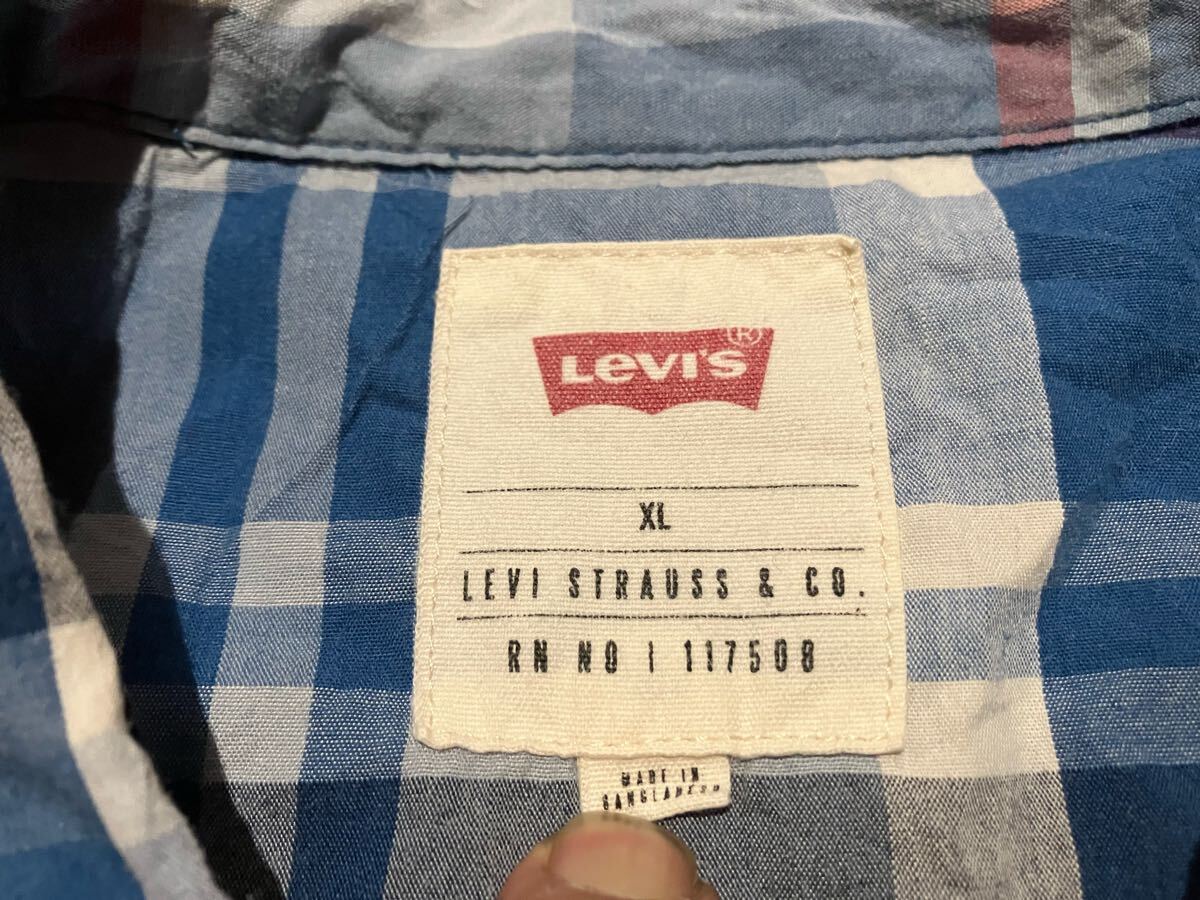 Levi's®
XL
LEVI STRAUSS & CO.
RN NO | 117508
MADE IN
BANGLADESH